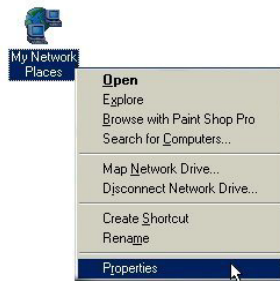 My Network
Places
Open
Explore
Browse with Paint Shop Pro
Search for Computers...
Map Network Drive...
Disconnect Network Drive...
Create Shortcut
Rename
Properties